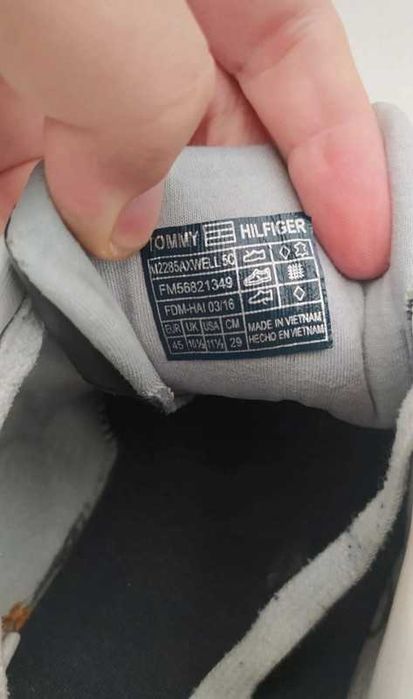 TOMMY HILFIGER
M2285AXWELL 5C
FM56821349
FDM-HAI 03/16
EUR UK USA CM
45 10½ 11½ 29
MADE IN VIETNAM
HECHO EN VIETNAM